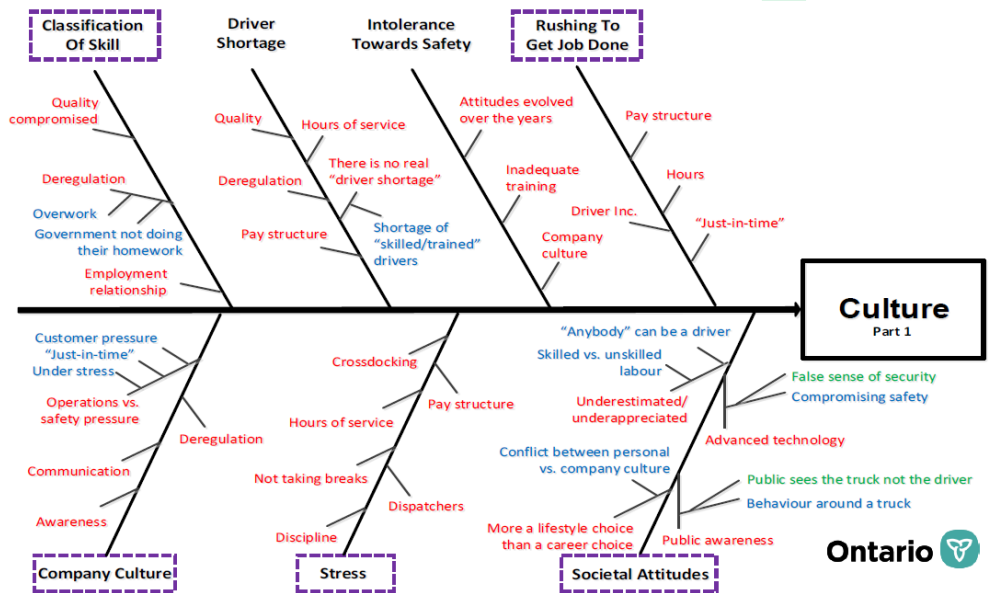 Classification
Of Skill
Driver
Shortage
Intolerance
Towards Safety
Rushing To
Get Job Done
Quality
compromised
Deregulation
Overwork
Government not doing
their homework
Employment
relationship
Quality
Hours of service
There is no real
“driver shortage”
Deregulation
Shortage of
“skilled/trained”
drivers
Pay structure
Attitudes evolved
over the years
Inadequate
training
Company
culture
Pay structure
Hours
Driver Inc.
“Just-in-time”
Culture
Part 1
Customer pressure
“Just-in-time”
Under stress
Operations vs.
safety pressure
Deregulation
Communication
Awareness
Company Culture
Crossdocking
Pay structure
Hours of service
Not taking breaks
Dispatchers
Discipline
Stress
“Anybody” can be a driver
Skilled vs. unskilled
labour
Underestimated/
underappreciated
False sense of security
Compromising safety
Advanced technology
Conflict between personal
vs. company culture
Public sees the truck not the driver
Behaviour around a truck
More a lifestyle choice
than a career choice
Public awareness
Societal Attitudes
Ontario